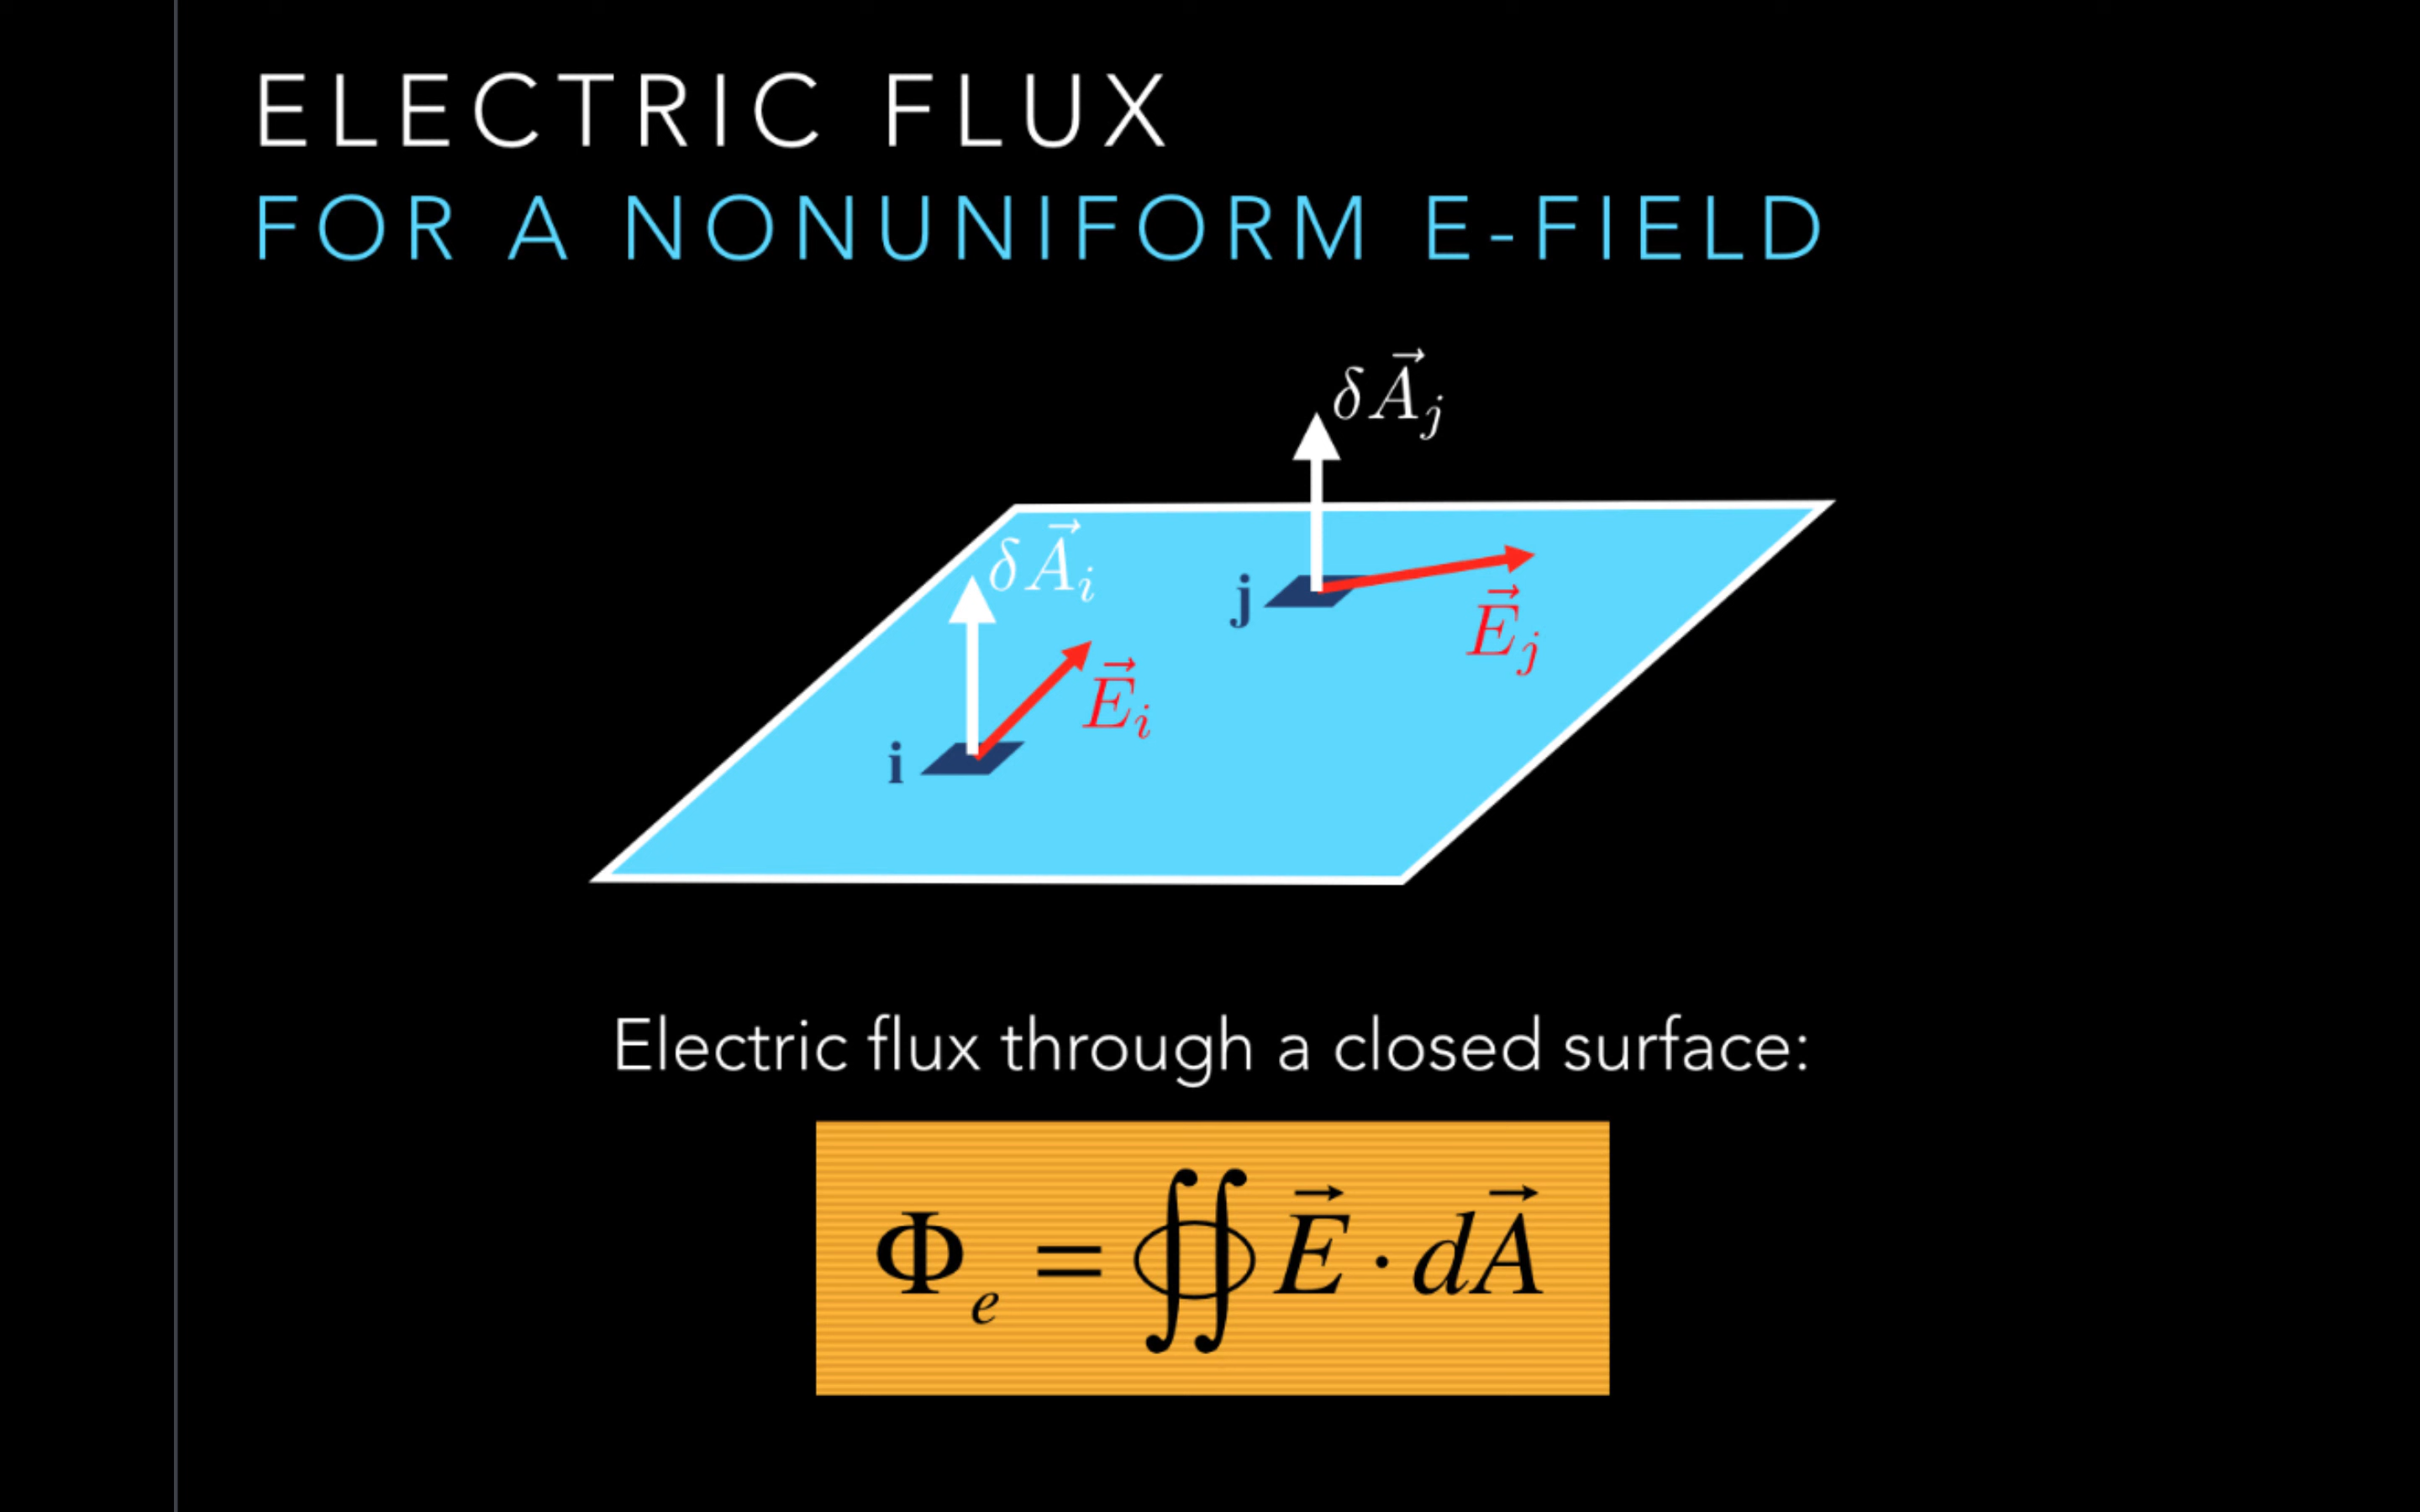 ELECTRIC FLUX
FOR A NONUNIFORM E-FIELD
δA⃗ⱼ
δA⃗ᵢ
j
E⃗ⱼ
E⃗ᵢ
i
Electric flux through a closed surface:
Φₑ = ∯ E⃗ · dA⃗